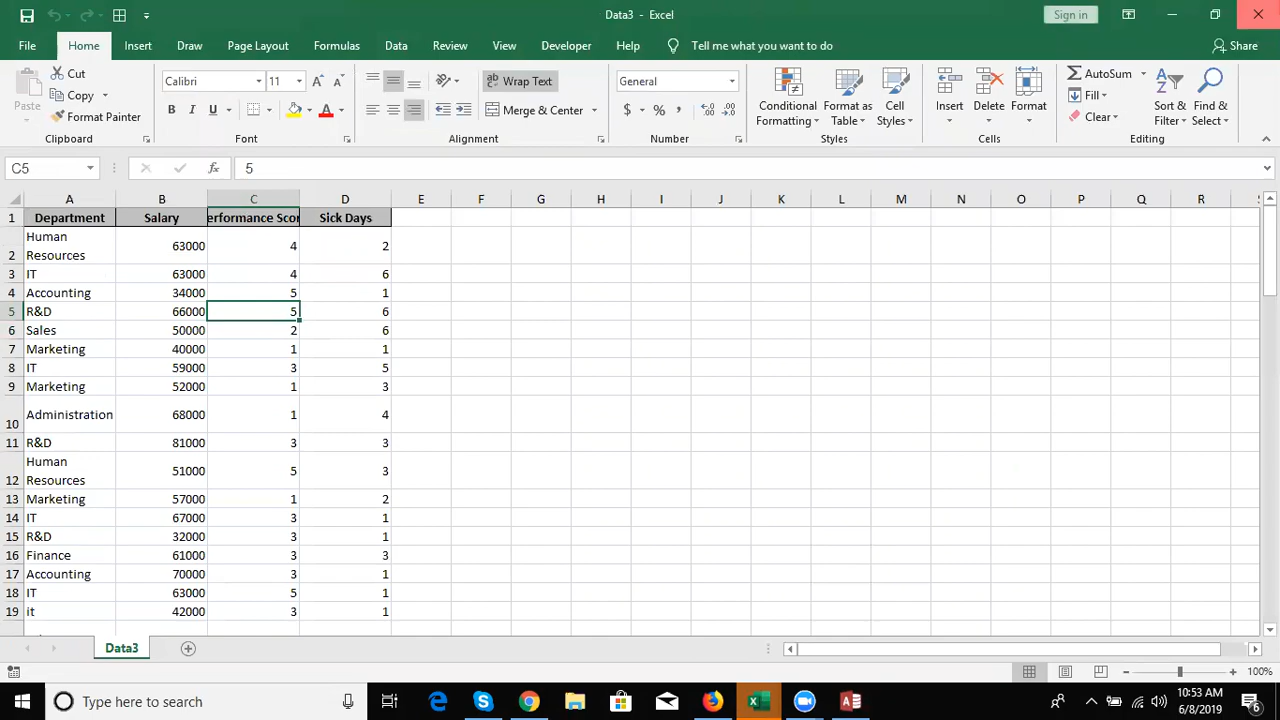 Data3 - Excel
Sign in
File Home Insert Draw Page Layout Formulas Data Review View Developer Help Tell me what you want to do Share
Paste
Cut
Copy
Format Painter
Clipboard
Calibri 11
B I U A
Font
Wrap Text
Merge & Center
Alignment
General
$ % ,
Number
Conditional Formatting
Format as Table
Cell Styles
Styles
Insert Delete Format
Cells
AutoSum
Fill
Clear
Sort & Filter
Find & Select
Editing
C5 fx 5
A B C D E F G H I J K L M N O P Q R
1 Department Salary erformance Scor Sick Days
2 Human Resources 63000 4 2
3 IT 63000 4 6
4 Accounting 34000 5 1
5 R&D 66000 5 6
6 Sales 50000 2 6
7 Marketing 40000 1 1
8 IT 59000 3 5
9 Marketing 52000 1 3
10 Administration 68000 1 4
11 R&D 81000 3 3
12 Human Resources 51000 5 3
13 Marketing 57000 1 2
14 IT 67000 3 1
15 R&D 32000 3 1
16 Finance 61000 3 3
17 Accounting 70000 3 1
18 IT 63000 5 1
19 it 42000 3 1
Data3
100%
Type here to search
10:53 AM
6/8/2019
6